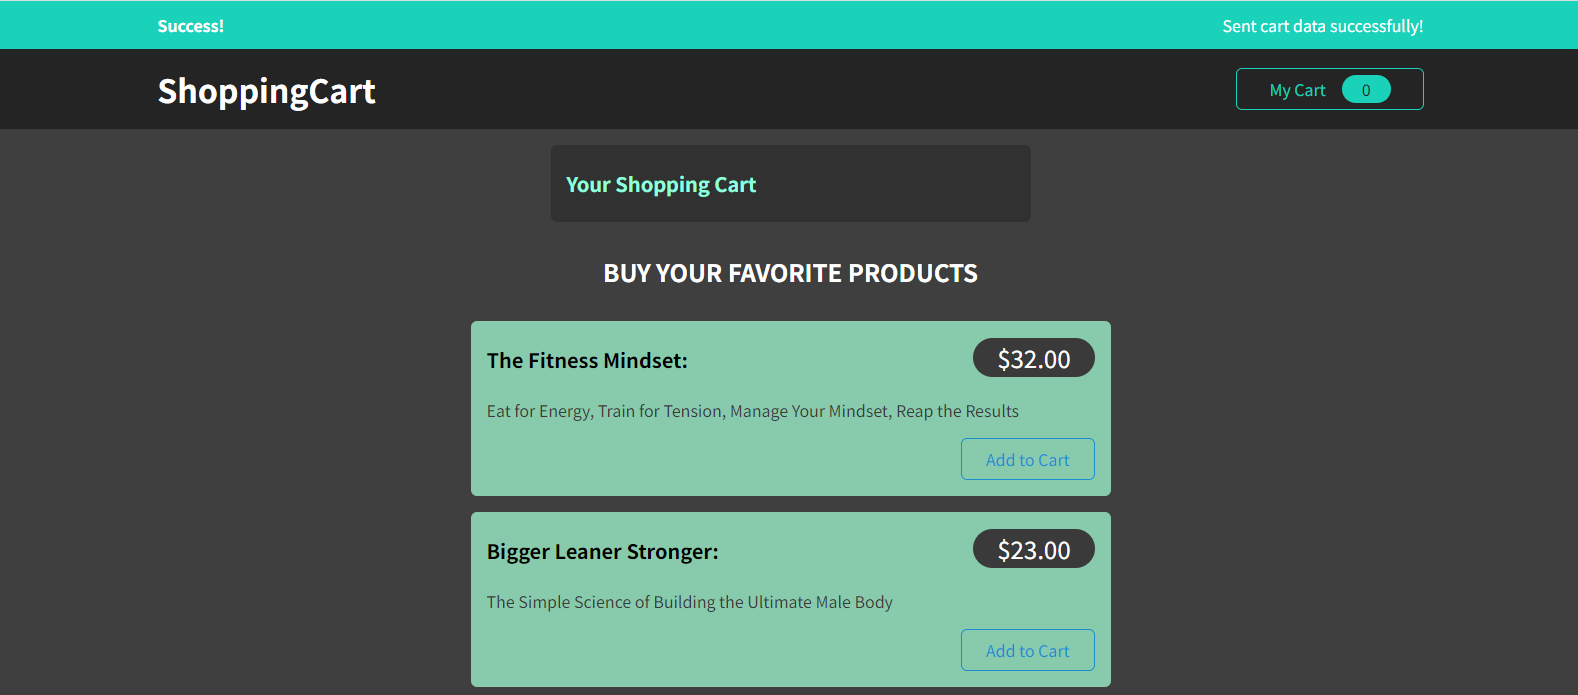 Success! Sent cart data successfully!
ShoppingCart My Cart 0
Your Shopping Cart
BUY YOUR FAVORITE PRODUCTS
The Fitness Mindset: $32.00
Eat for Energy, Train for Tension, Manage Your Mindset, Reap the Results
Add to Cart
Bigger Leaner Stronger: $23.00
The Simple Science of Building the Ultimate Male Body
Add to Cart